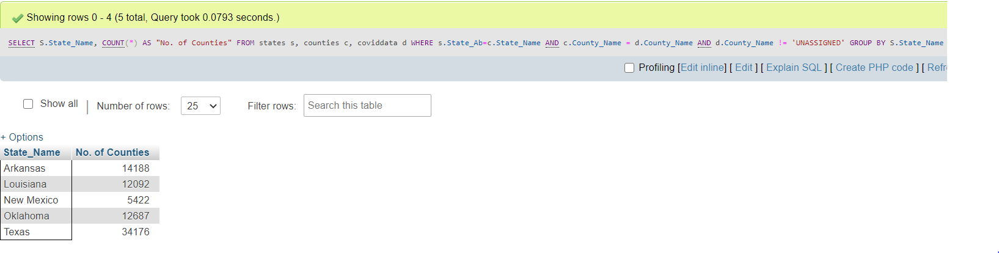 Showing rows 0 - 4 (5 total, Query took 0.0793 seconds.)
SELECT S.State_Name, COUNT(*) AS "No. of Counties" FROM states s, counties c, coviddata d WHERE s.State_Ab=c.State_Name AND c.County_Name = d.County_Name AND d.County_Name != 'UNASSIGNED' GROUP BY S.State_Name
Profiling [Edit inline] [ Edit ] [ Explain SQL ] [ Create PHP code ] [ Refr
Show all | Number of rows: 25 Filter rows: Search this table
+ Options
State_Name No. of Counties
Arkansas 14188
Louisiana 12092
New Mexico 5422
Oklahoma 12687
Texas 34176